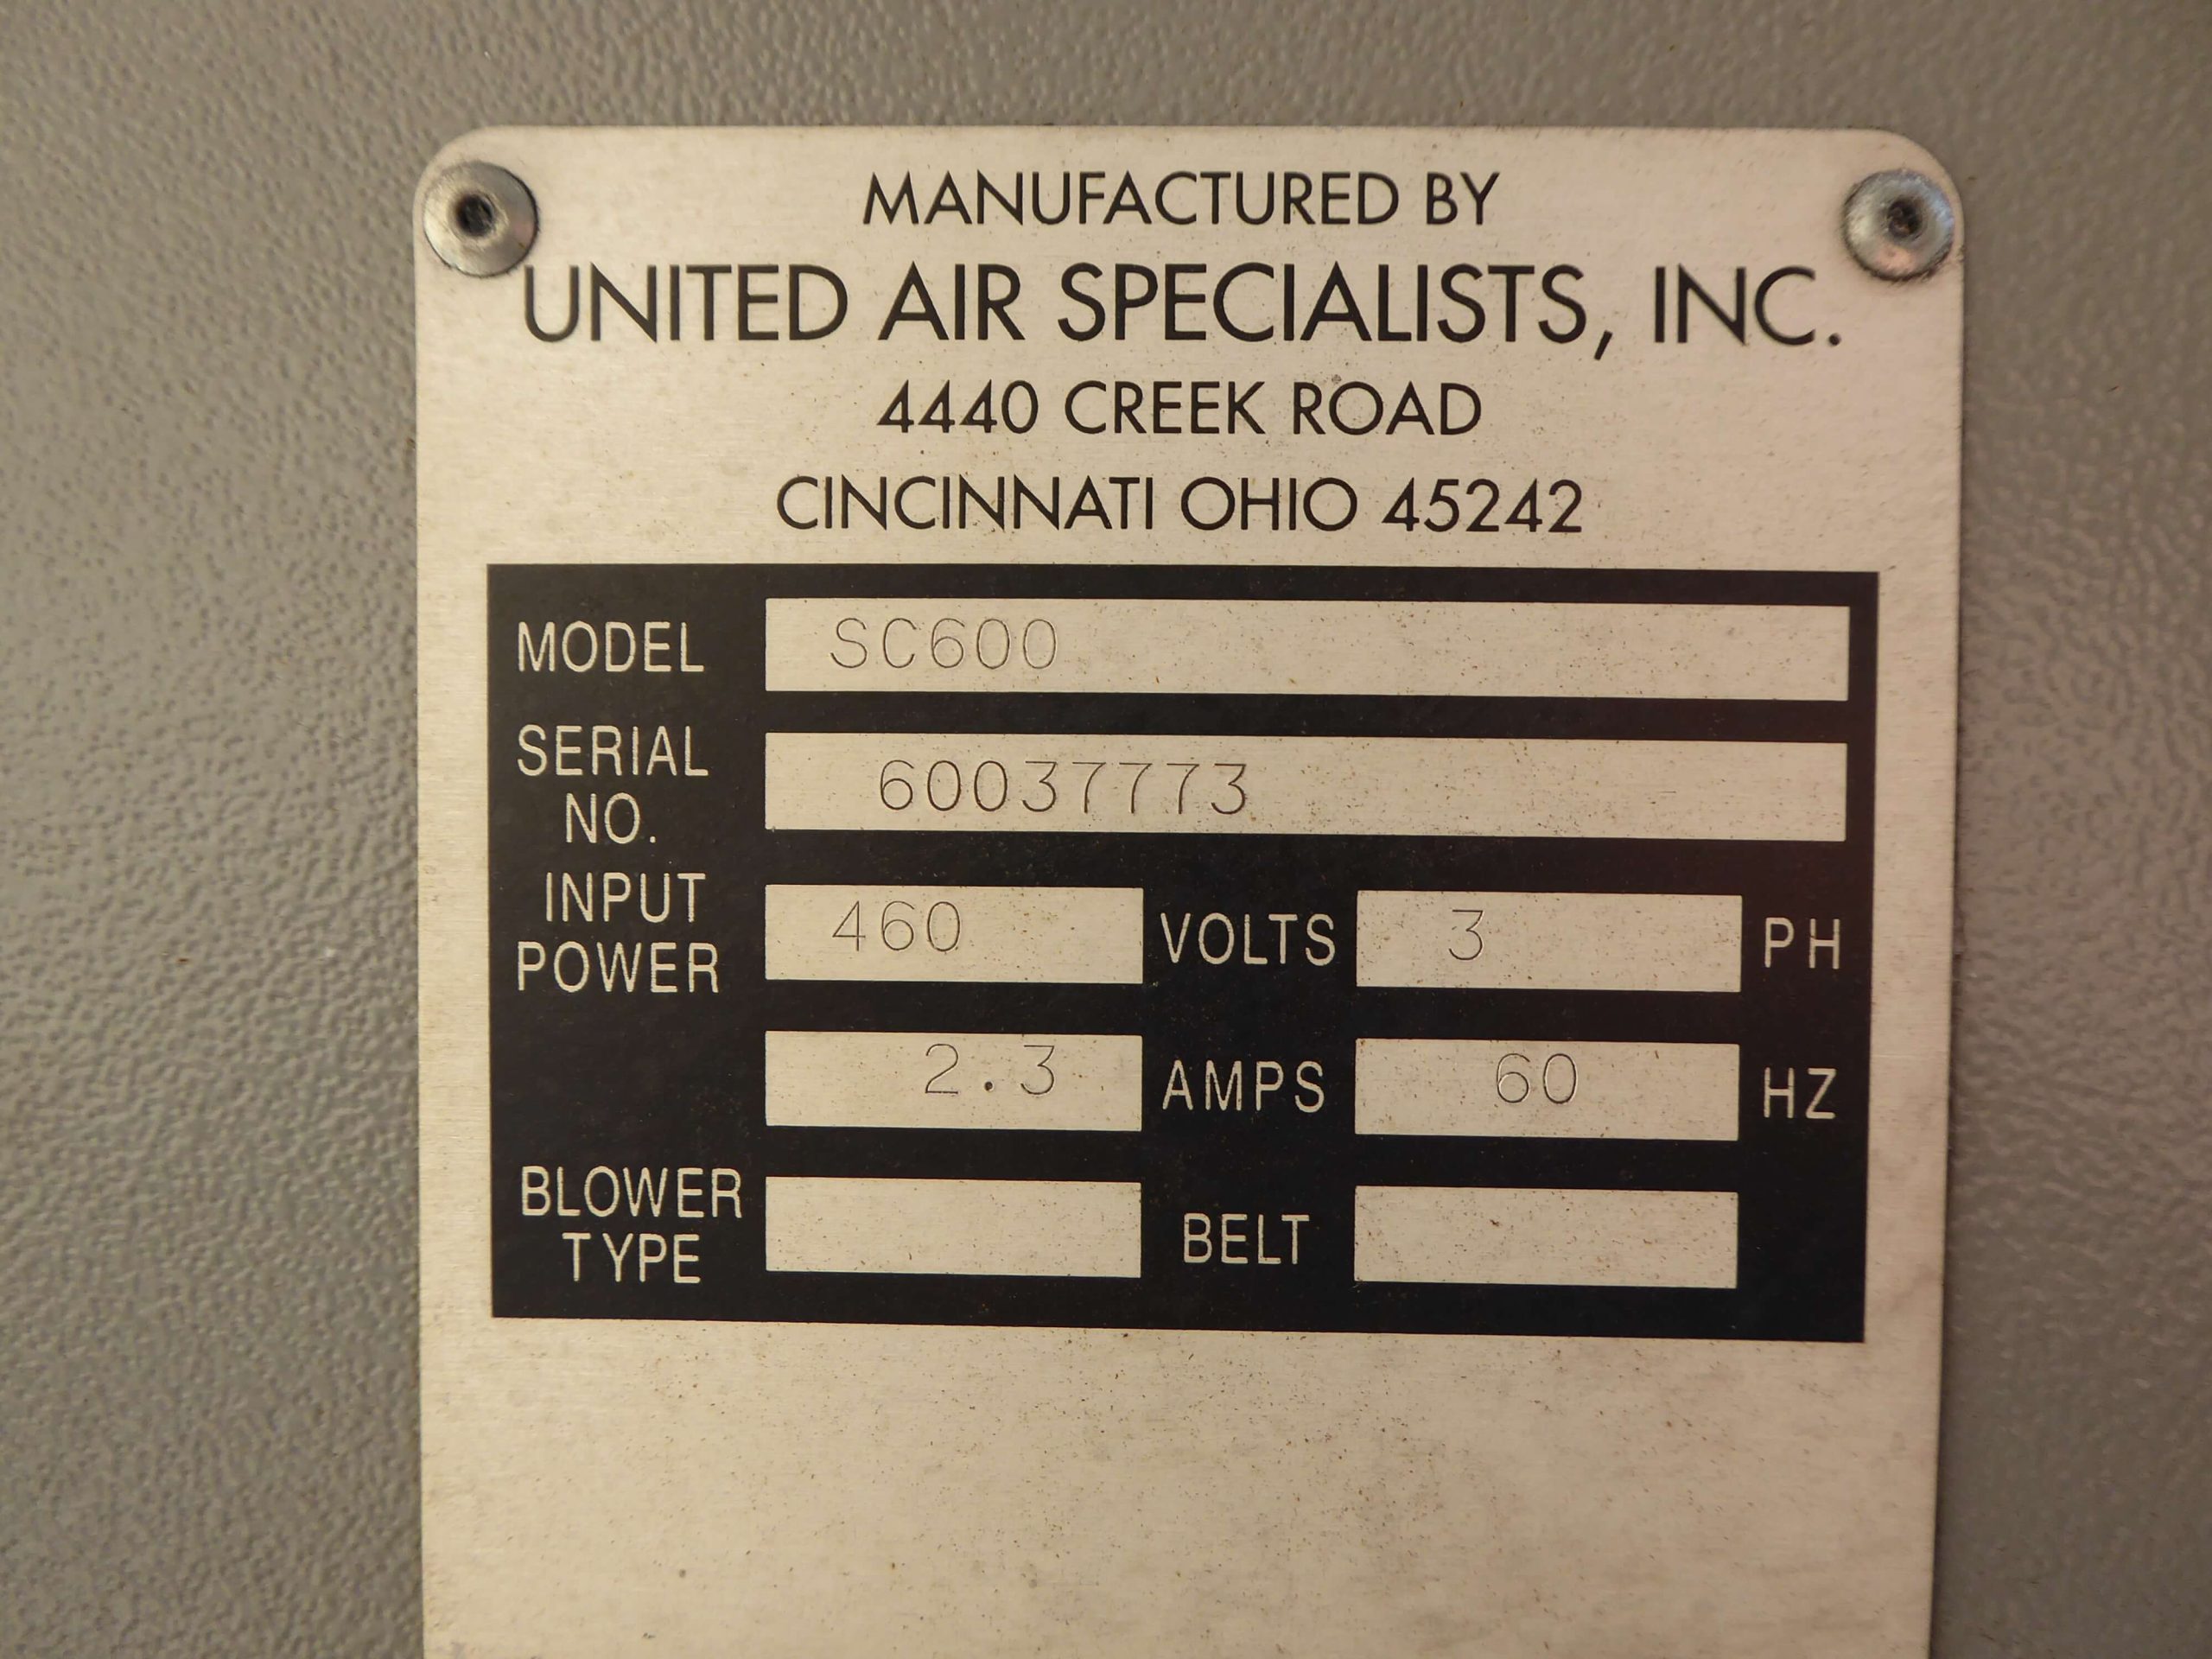 MANUFACTURED BY
UNITED AIR SPECIALISTS, INC.
4440 CREEK ROAD
CINCINNATI OHIO 45242
MODEL SC600
SERIAL NO. 60037773
INPUT POWER 460 VOLTS 3 PH
2.3 AMPS 60 HZ
BLOWER TYPE BELT